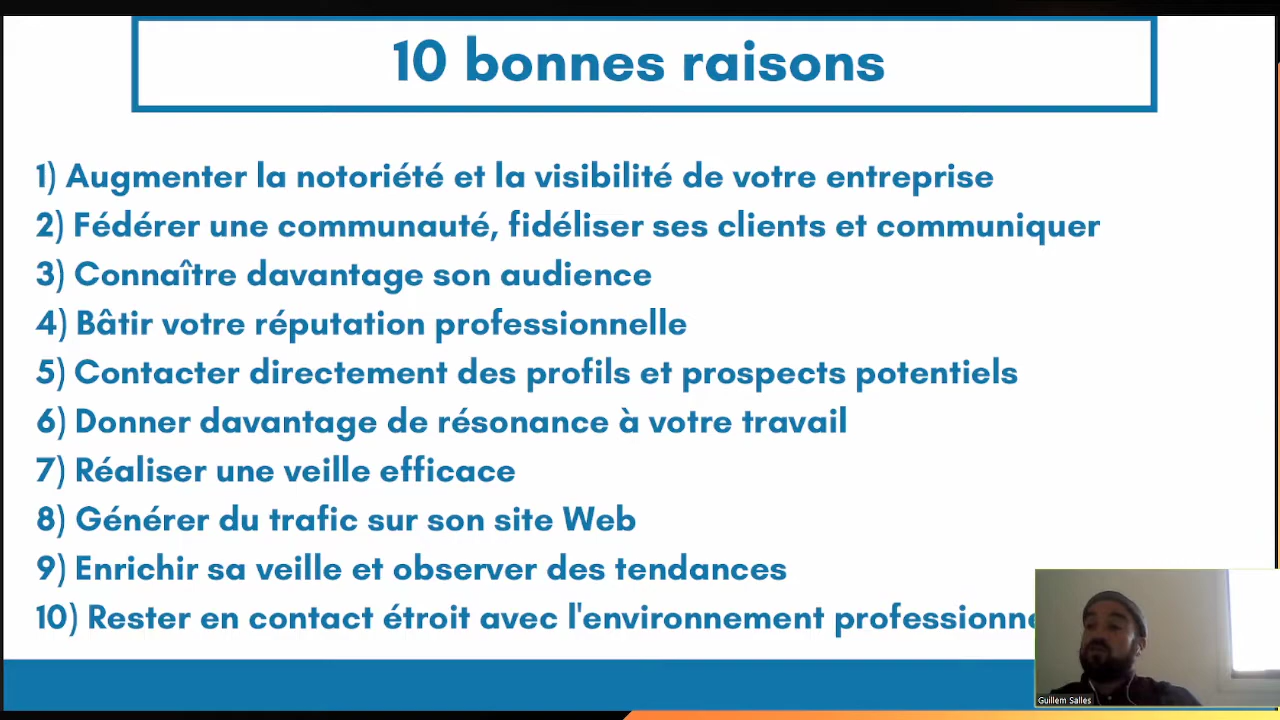 10 bonnes raisons
1) Augmenter la notoriété et la visibilité de votre entreprise
2) Fédérer une communauté, fidéliser ses clients et communiquer
3) Connaître davantage son audience
4) Bâtir votre réputation professionnelle
5) Contacter directement des profils et prospects potentiels
6) Donner davantage de résonance à votre travail
7) Réaliser une veille efficace
8) Générer du trafic sur son site Web
9) Enrichir sa veille et observer des tendances
10) Rester en contact étroit avec l'environnement
Guillem Salles